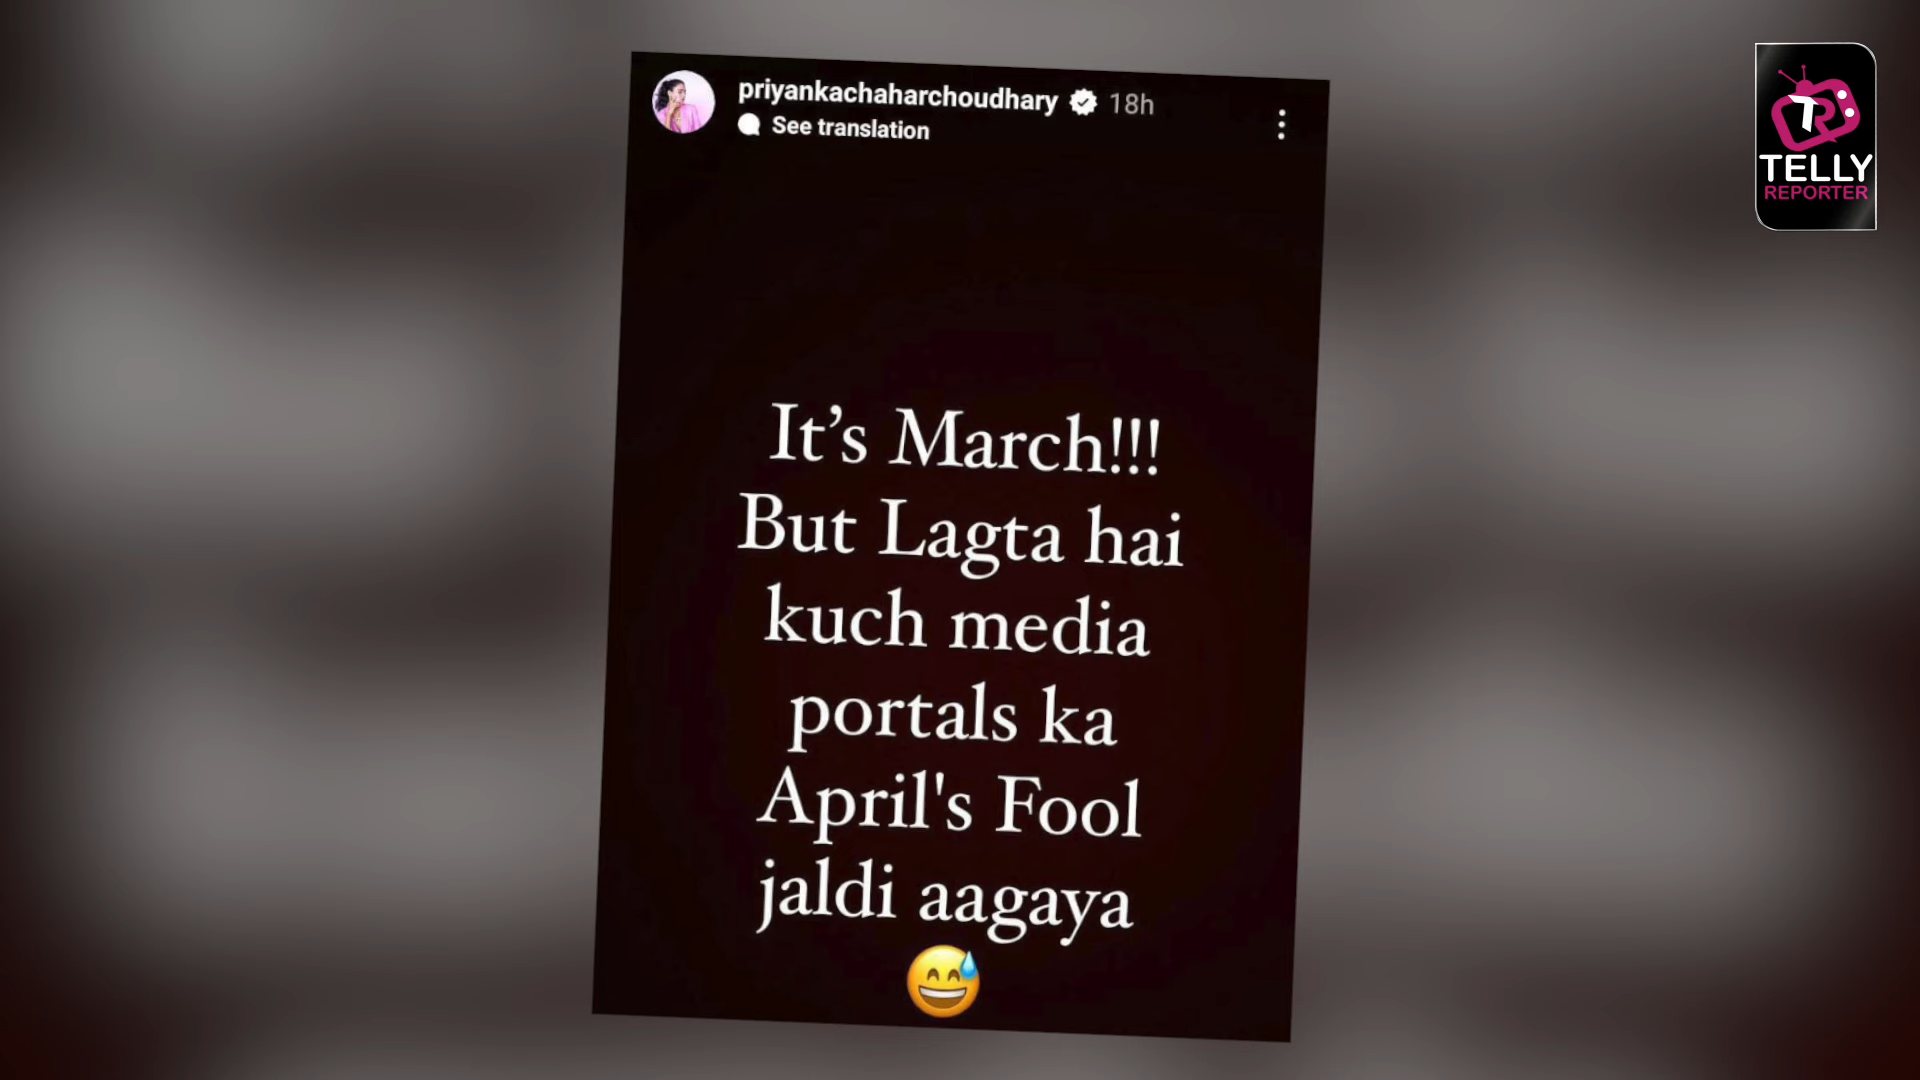 priyankachaharchoudhary 18h
See translation
It's March!!!
But Lagta hai
kuch media
portals ka
April's Fool
jaldi aagaya
😅
TR
TELLY
REPORTER